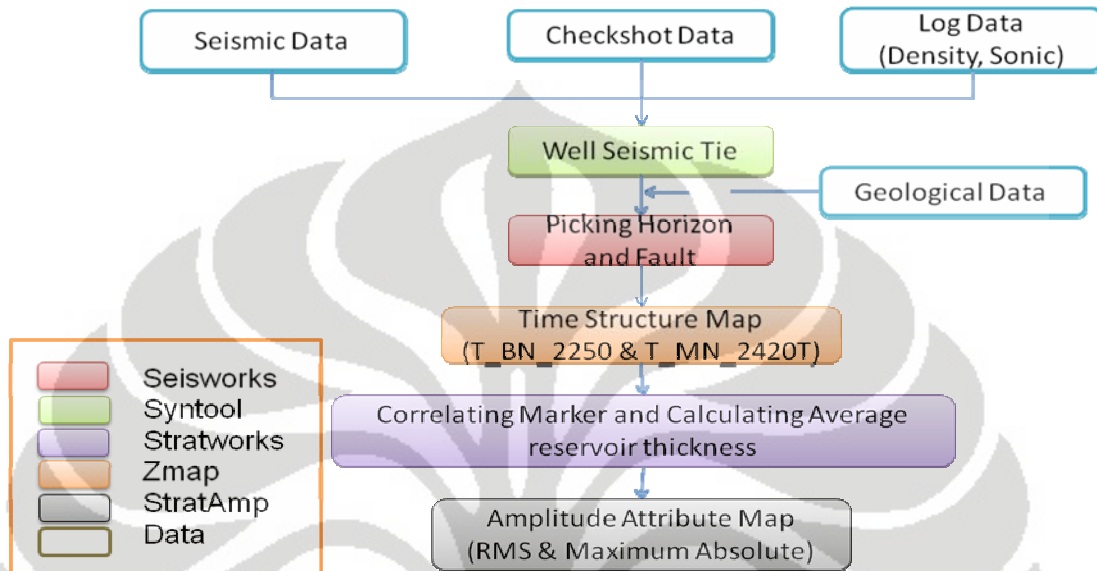 Seismic Data
Checkshot Data
Log Data
(Density, Sonic)
Well Seismic Tie
Geological Data
Picking Horizon
and Fault
Time Structure Map
(T_BN_2250 & T_MN_2420T)
Correlating Marker and Calculating Average
reservoir thickness
Amplitude Attribute Map
(RMS & Maximum Absolute)
Seisworks
Syntool
Stratworks
Zmap
StratAmp
Data